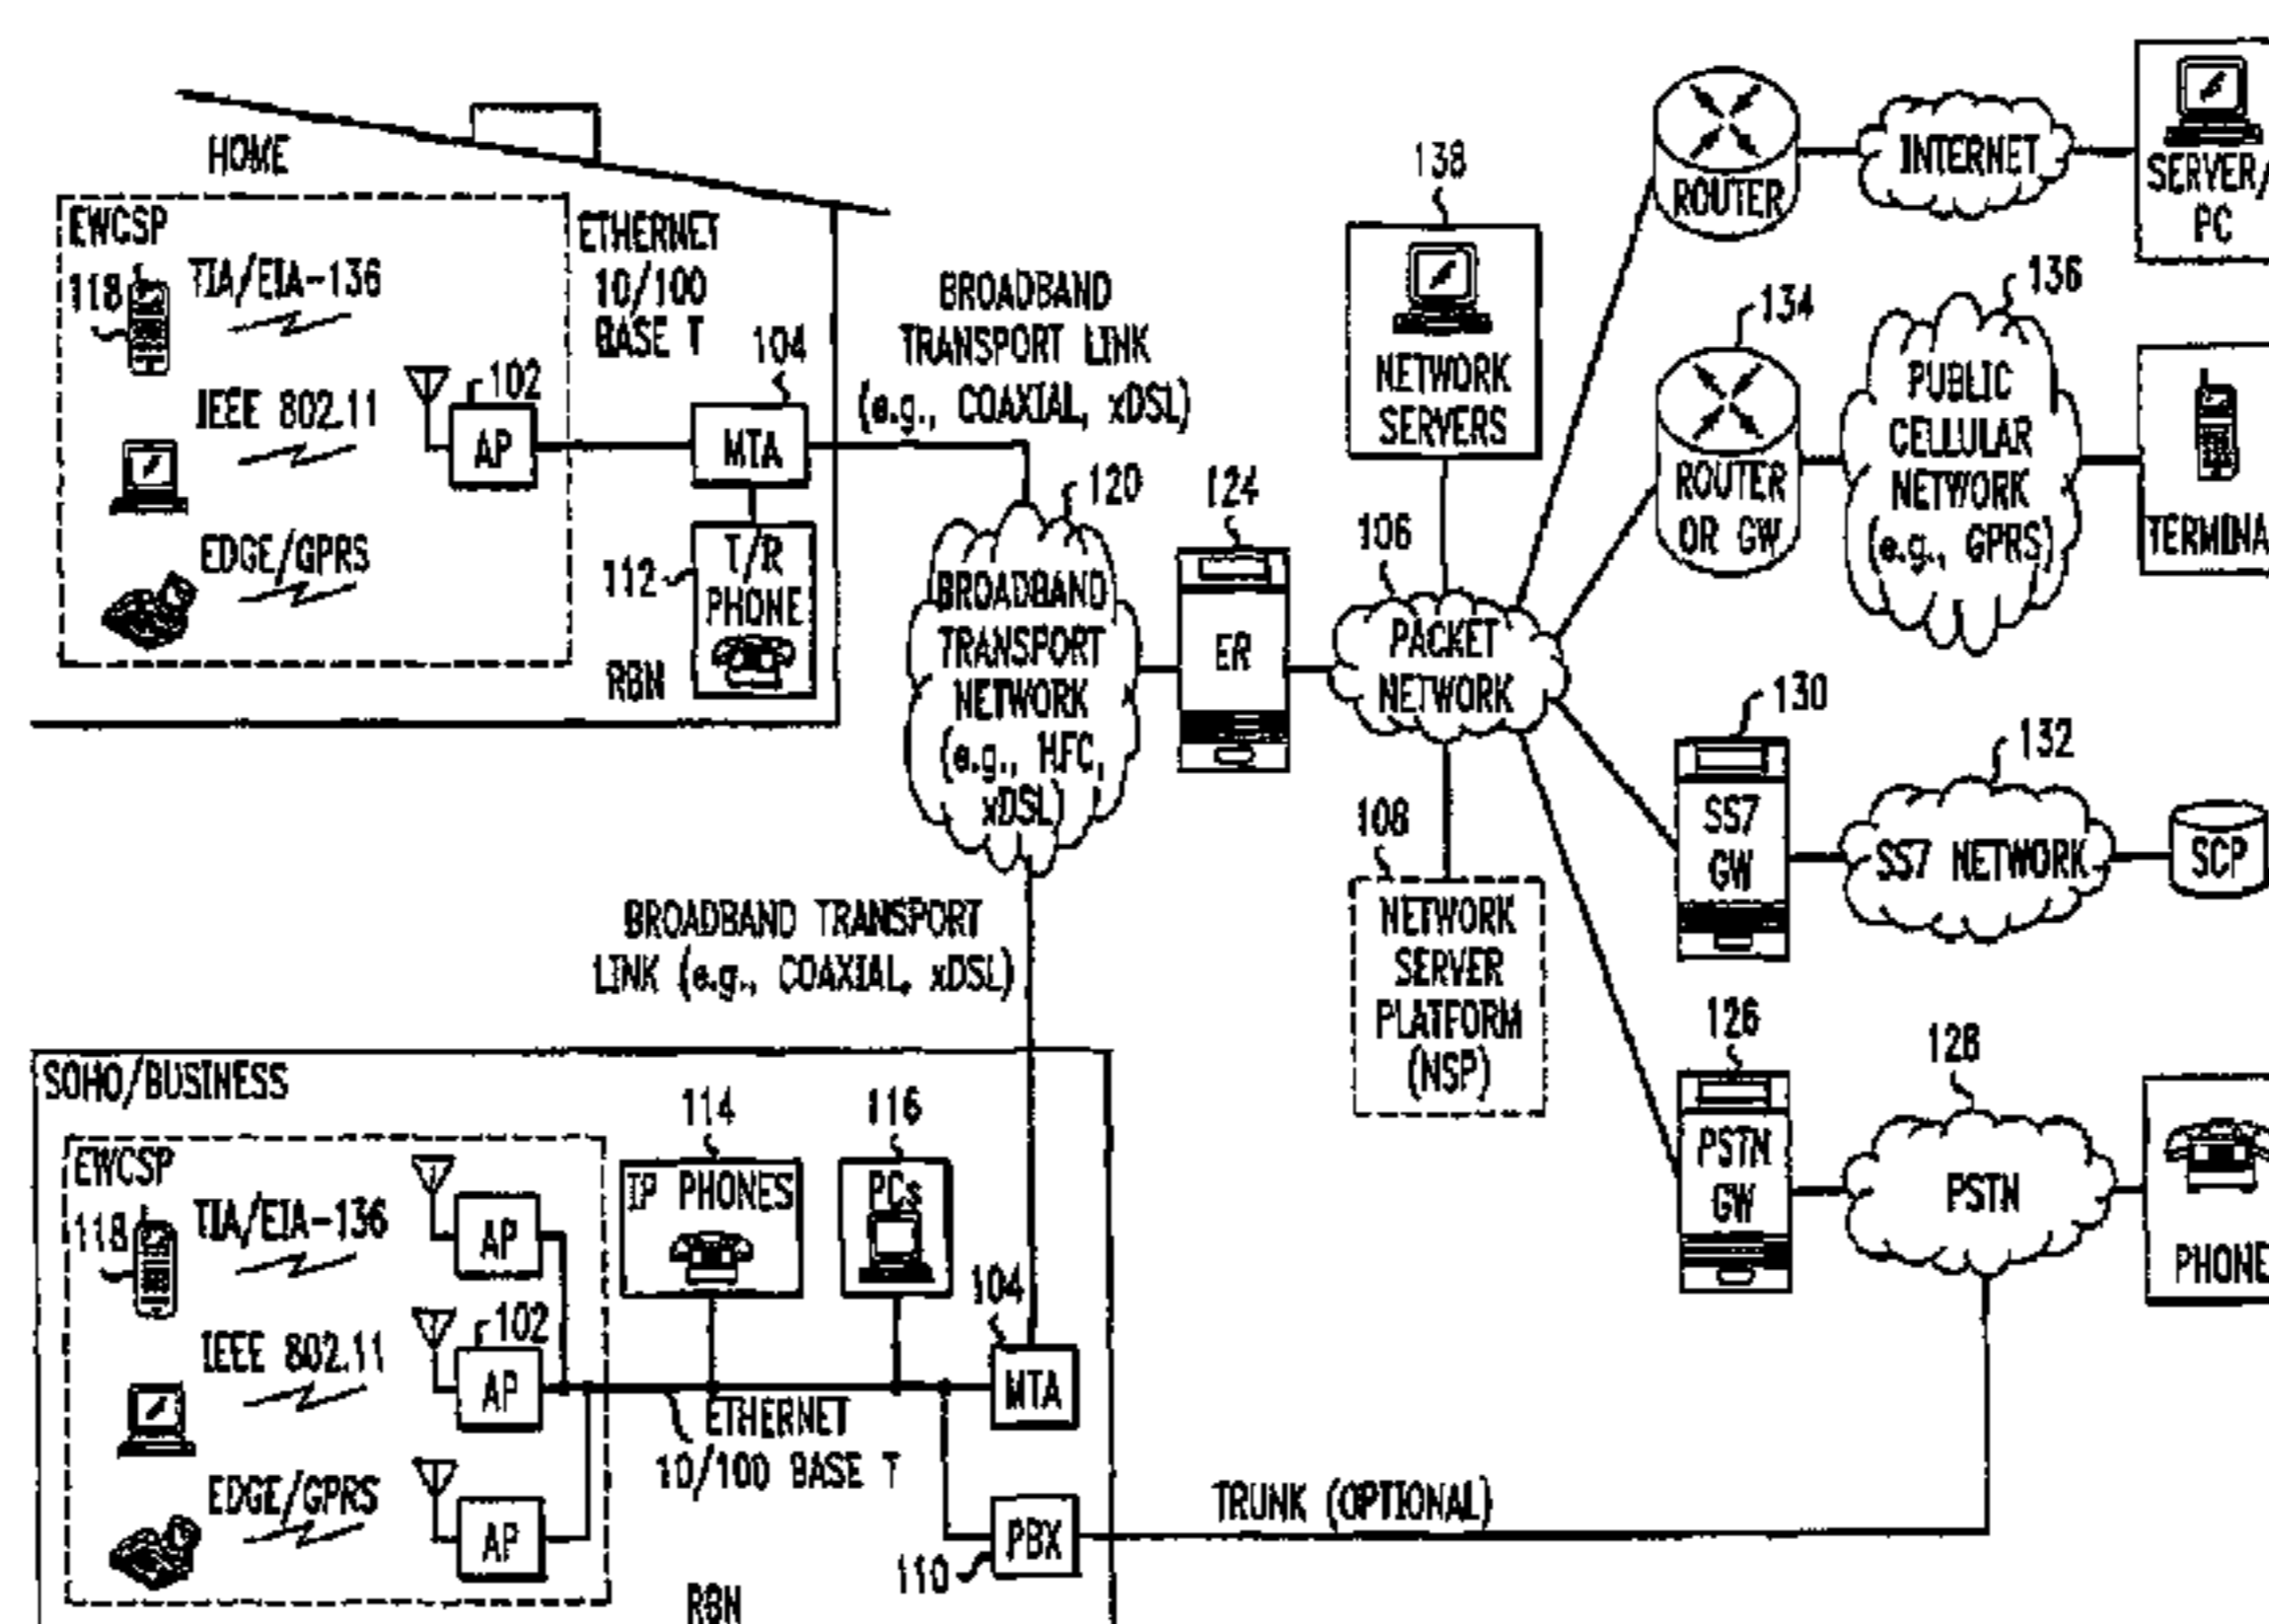 HOME
EWCSP
118
TIA/EIA-136
IEEE 802.11
EDGE/GPRS
102
AP
ETHERNET
10/100
BASE T
104
MTA
112
T/R
PHONE
RBN
BROADBAND
TRANSPORT LINK
(e.g., COAXIAL, xDSL)
120
BROADBAND
TRANSPORT
NETWORK
(e.g., HFC,
xDSL)
124
ER
138
NETWORK
SERVERS
106
PACKET
NETWORK
108
NETWORK
SERVER
PLATFORM
(NSP)
ROUTER
INTERNET
SERVER/
PC
134
ROUTER
OR GW
136
PUBLIC
CELLULAR
NETWORK
(e.g., GPRS)
TERMINA
130
SS7
GW
132
SS7 NETWORK
SCP
126
PSTN
GW
128
PSTN
PHONE
BROADBAND TRANSPORT
LINK (e.g., COAXIAL, xDSL)
SOHO/BUSINESS
EWCSP
118
TIA/EIA-136
IEEE 802.11
EDGE/GPRS
AP
102
AP
AP
114
IP PHONES
116
PCs
ETHERNET
10/100 BASE T
104
MTA
110
PBX
RBN
TRUNK (OPTIONAL)